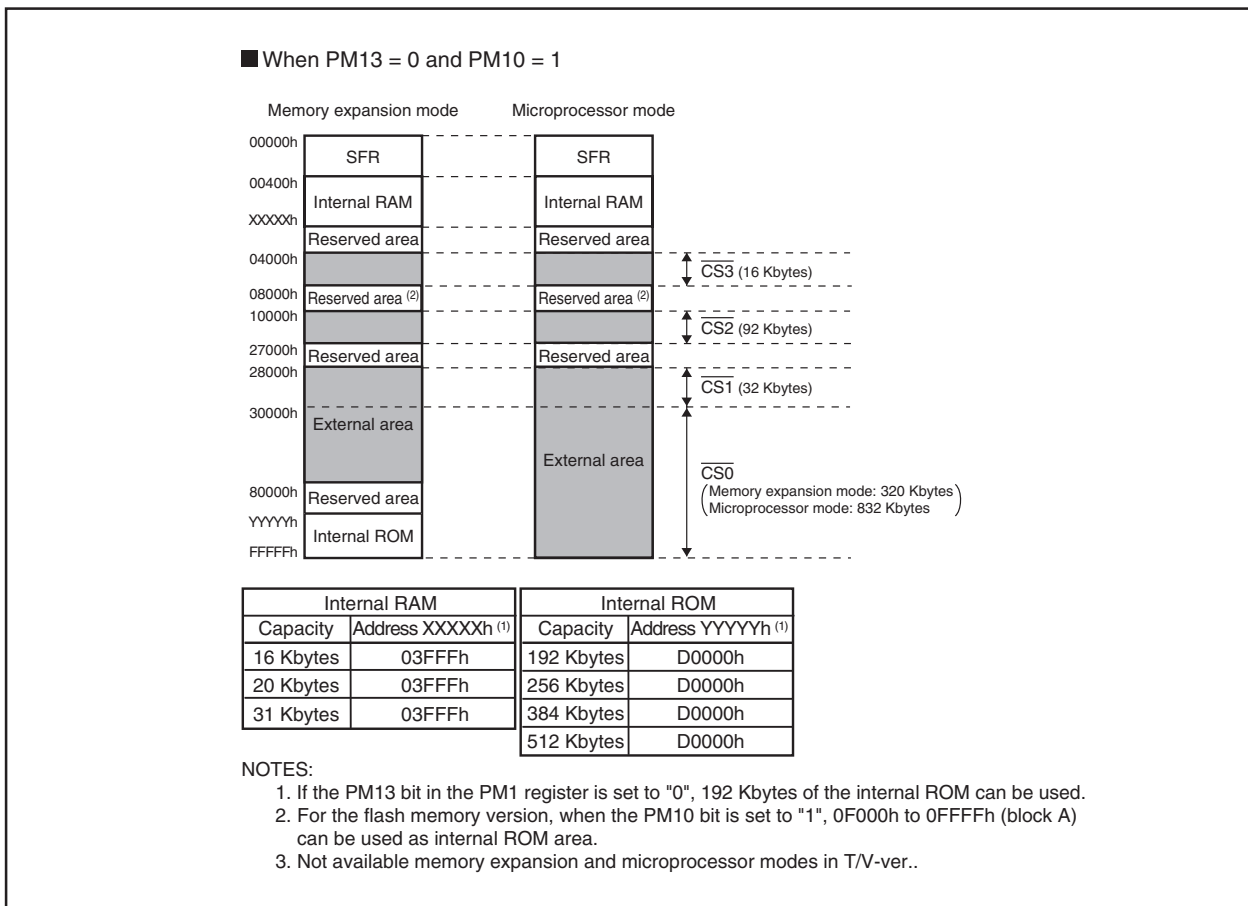 ■ When PM13 = 0 and PM10 = 1
Memory expansion mode Microprocessor mode
00000h
SFR SFR
00400h
Internal RAM Internal RAM
XXXXXh
Reserved area Reserved area
04000h
CS3 (16 Kbytes)
08000h
Reserved area (2) Reserved area (2)
10000h
CS2 (92 Kbytes)
27000h
Reserved area Reserved area
28000h
CS1 (32 Kbytes)
30000h
External area
External area
CS0
(Memory expansion mode: 320 Kbytes
Microprocessor mode: 832 Kbytes)
80000h
Reserved area
YYYYYh
Internal ROM
FFFFFh
Internal RAM Internal ROM
Capacity Address XXXXXh (1) Capacity Address YYYYYh (1)
16 Kbytes 03FFFh 192 Kbytes D0000h
20 Kbytes 03FFFh 256 Kbytes D0000h
31 Kbytes 03FFFh 384 Kbytes D0000h
512 Kbytes D0000h
NOTES:
1. If the PM13 bit in the PM1 register is set to "0", 192 Kbytes of the internal ROM can be used.
2. For the flash memory version, when the PM10 bit is set to "1", 0F000h to 0FFFFh (block A)
can be used as internal ROM area.
3. Not available memory expansion and microprocessor modes in T/V-ver..